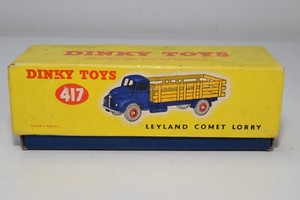 DINKY TOYS
DINKY TOYS
417
LEYLAND COMET LORRY